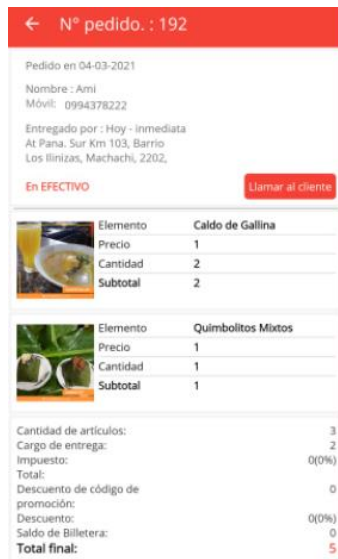 ← N° pedido. : 192
Pedido en 04-03-2021
Nombre : Ami
Móvil: 0994378222
Entregado por : Hoy - inmediata
At Pana. Sur Km 103, Barrio
Los Ilinizas, Machachi, 2202,
En EFECTIVO
Llamar al cliente
Elemento Caldo de Gallina
Precio 1
Cantidad 2
Subtotal 2
Elemento Quimbolitos Mixtos
Precio 1
Cantidad 1
Subtotal 1
Cantidad de artículos: 3
Cargo de entrega: 2
Impuesto: 0(0%)
Total:
Descuento de código de 0
promoción:
Descuento: 0(0%)
Saldo de Billetera: 0
Total final: 5